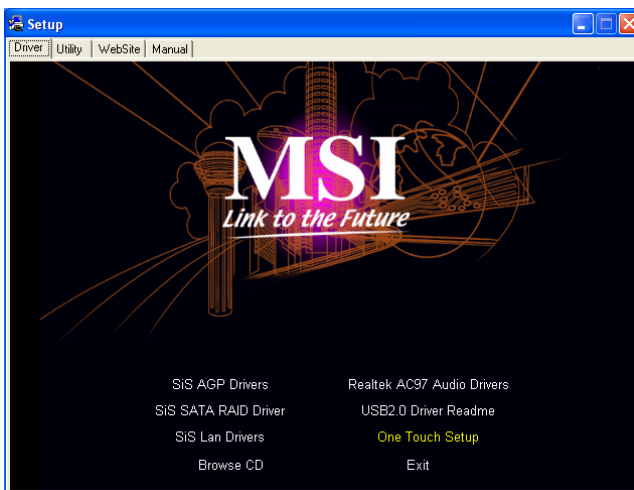 Setup
Driver Utility WebSite Manual
MSI
Link to the Future
SiS AGP Drivers Realtek AC97 Audio Drivers
SiS SATA RAID Driver USB2.0 Driver Readme
SiS Lan Drivers One Touch Setup
Browse CD Exit